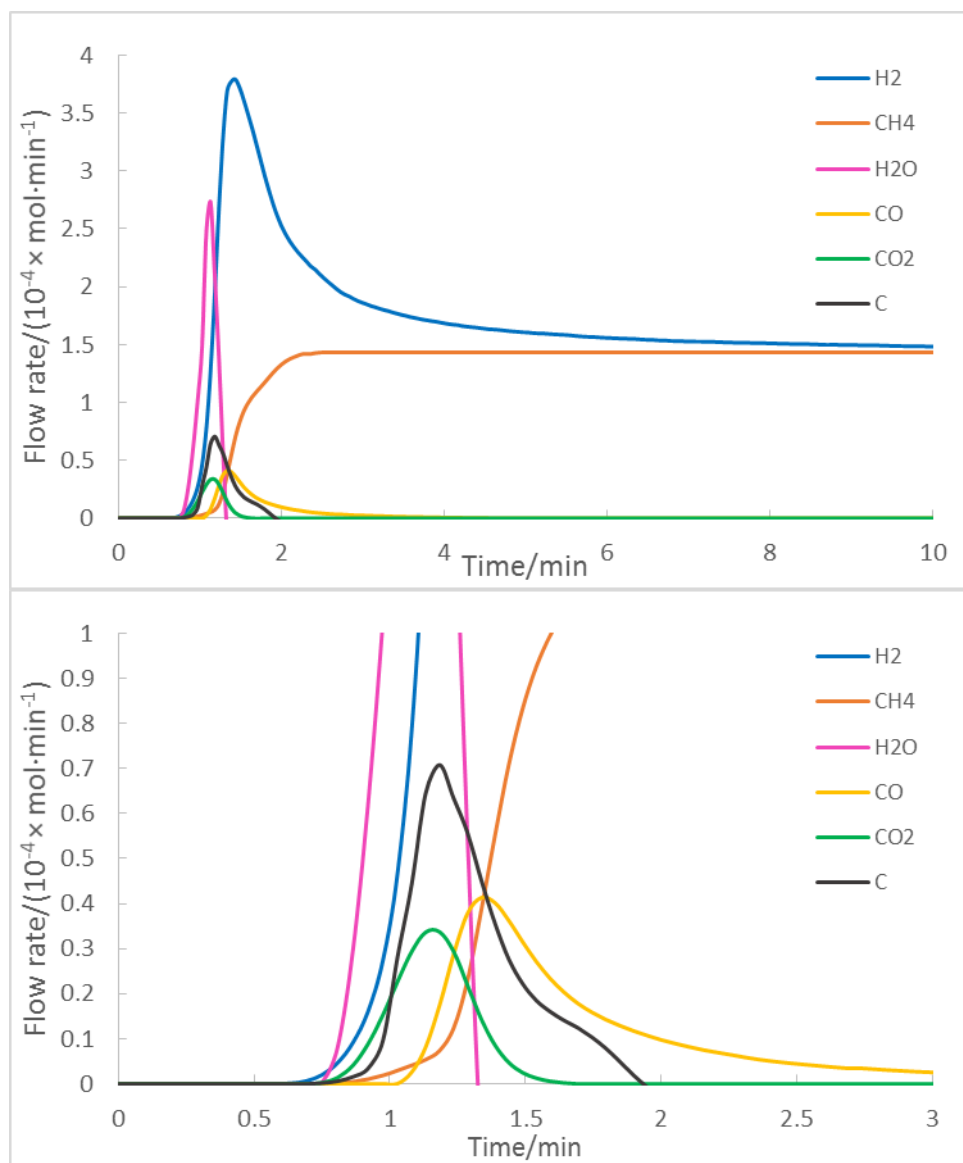 Flow rate/(10⁻⁴ × mol·min⁻¹)
4
3.5
3
2.5
2
1.5
1
0.5
0
0 2 4 6 8 10
Time/min
H2
CH4
H2O
CO
CO2
C
Flow rate/(10⁻⁴ × mol·min⁻¹)
1
0.9
0.8
0.7
0.6
0.5
0.4
0.3
0.2
0.1
0
0 0.5 1 1.5 2 2.5 3
Time/min
H2
CH4
H2O
CO
CO2
C